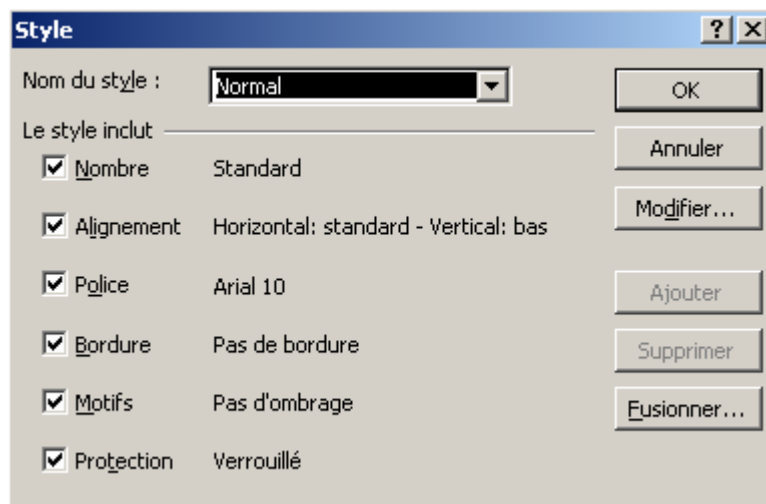 Style
Nom du style : Normal OK
Le style inclut
Annuler
Nombre Standard
Modifier...
Alignement Horizontal: standard - Vertical: bas
Police Arial 10 Ajouter
Bordure Pas de bordure Supprimer
Motifs Pas d'ombrage Fusionner...
Protection Verrouillé